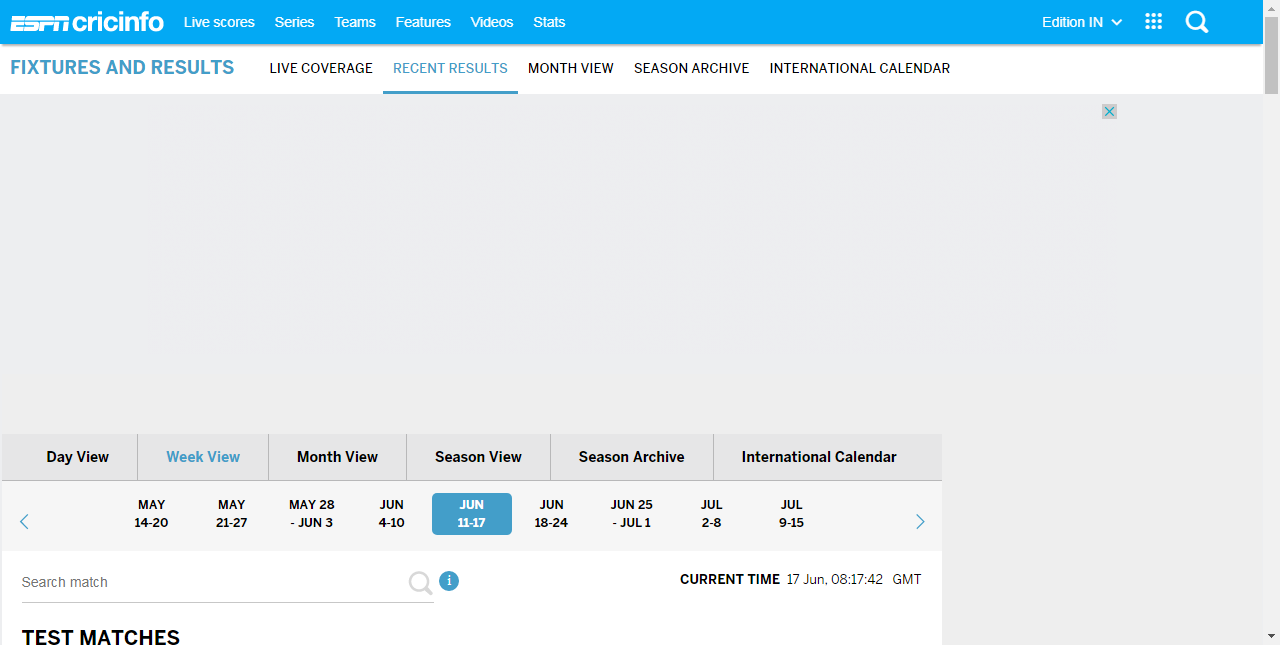 ESPN cricinfo Live scores Series Teams Features Videos Stats Edition IN
FIXTURES AND RESULTS LIVE COVERAGE RECENT RESULTS MONTH VIEW SEASON ARCHIVE INTERNATIONAL CALENDAR
Day View Week View Month View Season View Season Archive International Calendar
MAY MAY MAY 28 JUN JUN JUN JUN 25 JUL JUL
14-20 21-27 - JUN 3 4-10 11-17 18-24 - JUL 1 2-8 9-15
Search match i CURRENT TIME 17 Jun, 08:17:42 GMT
TEST MATCHES